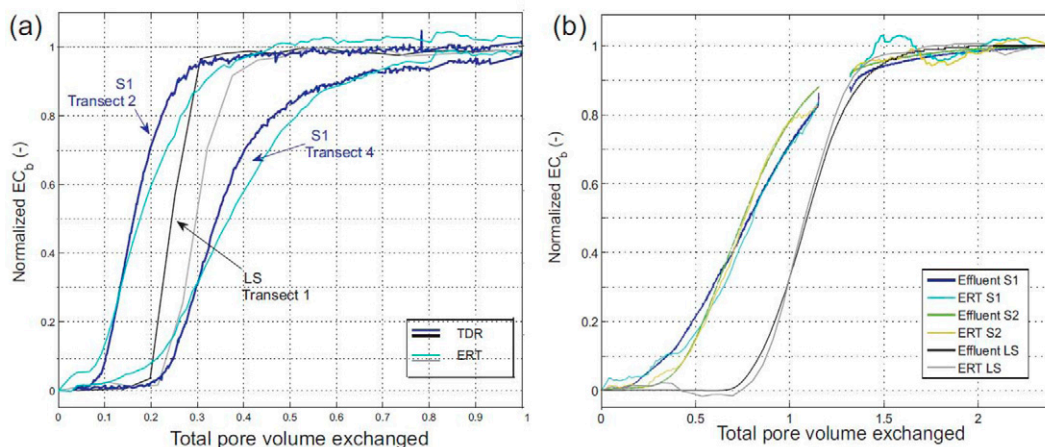 (a)
1
0.8
0.6
0.4
0.2
0
Normalized EC_b (-)
S1
Transect 2
S1
Transect 4
LS
Transect 1
TDR
ERT
0 0.1 0.2 0.3 0.4 0.5 0.6 0.7 0.8 0.9 1
Total pore volume exchanged
(b)
1
0.8
0.6
0.4
0.2
0
Normalized EC_b (-)
Effluent S1
ERT S1
Effluent S2
ERT S2
Effluent LS
ERT LS
0 0.5 1 1.5 2
Total pore volume exchanged